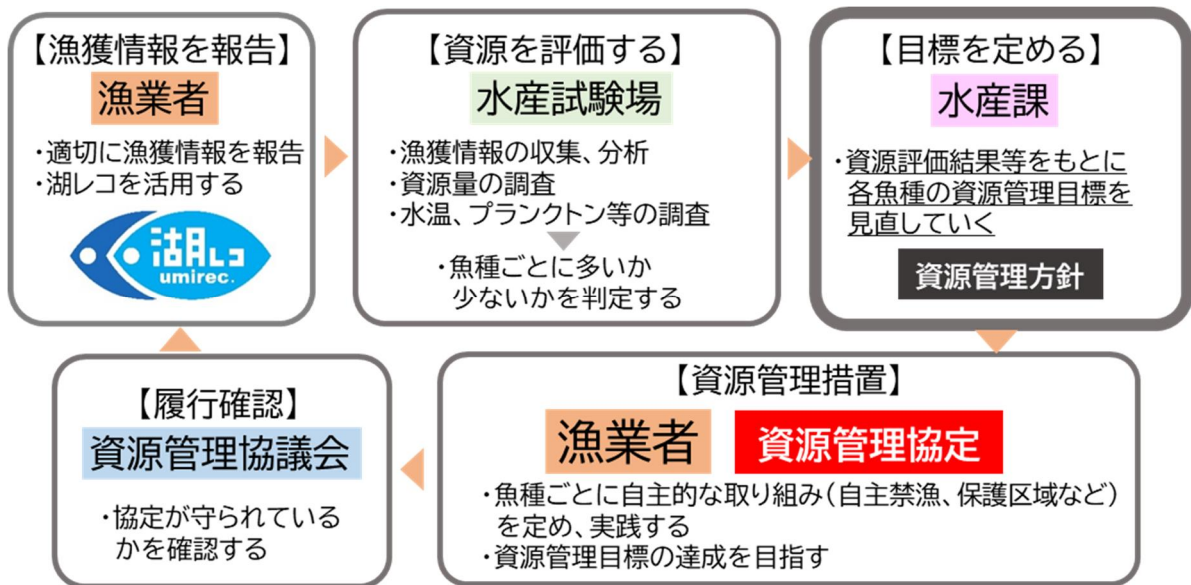 【漁獲情報を報告】
漁業者
・適切に漁獲情報を報告
・湖レコを活用する
湖レコ
umirec.
【資源を評価する】
水産試験場
・漁獲情報の収集、分析
・資源量の調査
・水温、プランクトン等の調査
・魚種ごとに多いか
少ないかを判定する
【目標を定める】
水産課
・資源評価結果等をもとに
各魚種の資源管理目標を
見直していく
資源管理方針
【資源管理措置】
漁業者 資源管理協定
・魚種ごとに自主的な取り組み(自主禁漁、保護区域など)
を定め、実践する
・資源管理目標の達成を目指す
【履行確認】
資源管理協議会
・協定が守られている
かを確認する